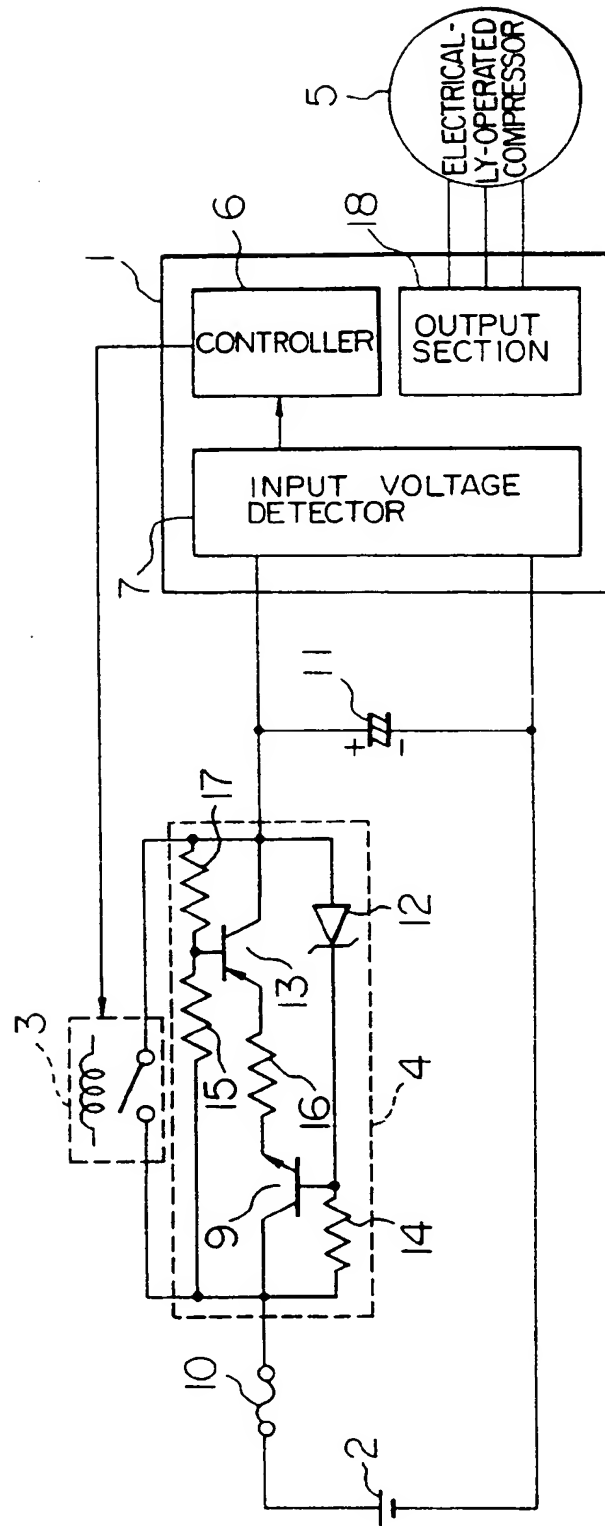 3
17
1
6
5
10
15
13
11
7
18
9
16
12
14
4
2
CONTROLLER
INPUT VOLTAGE
DETECTOR
OUTPUT
SECTION
ELECTRICAL-
LY-OPERATED
COMPRESSOR
+
-